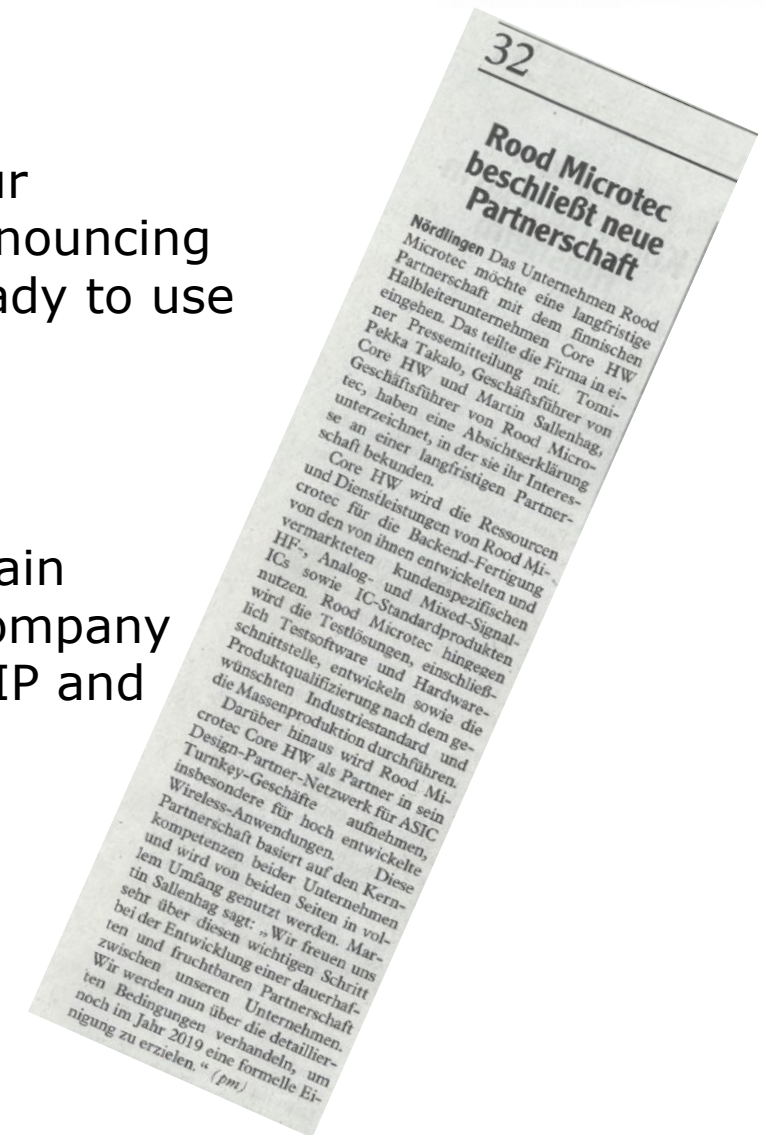 ur
nouncing
ady to use
ain
ompany
IP and
32
Rood Microtec
beschließt neue
Partnerschaft
Nördlingen Das Unternehmen Rood
Microtec möchte eine langfristige
Partnerschaft mit dem finnischen
Halbleiterunternehmen Core HW
eingehen. Das teilte die Firma in ei-
ner Pressemitteilung mit. Tomi-
Pekka Takalo, Geschäftsführer von
Core HW und Martin Sallenhag,
Geschäftsführer von Rood Micro-
tec, haben eine Absichtserklärung
unterzeichnet, in der sie ihr Interes-
se an einer langfristigen Partner-
schaft bekunden.
Core HW wird die Ressourcen
und Dienstleistungen von Rood Mi-
crotec für die Backend-Fertigung
von den von ihnen entwickelten und
vermarkteten kundenspezifischen
HF-, Analog- und Mixed-Signal-
ICs sowie IC-Standardprodukten
nutzen. Rood Microtec hingegen
wird die Testlösungen, einschließ-
lich Testsoftware und Hardware-
schnittstelle, entwickeln sowie die
Produktqualifizierung nach dem ge-
wünschten Industriestandard und
die Massenproduktion durchführen.
Darüber hinaus wird Rood Mi-
crotec Core HW als Partner in sein
Design-Partner-Netzwerk für ASIC
Turnkey-Geschäfte aufnehmen,
insbesondere für hoch entwickelte
Wireless-Anwendungen. Diese
Partnerschaft basiert auf den Kern-
kompetenzen beider Unternehmen
und wird von beiden Seiten in vol-
lem Umfang genutzt werden. Mar-
tin Sallenhag sagt: „Wir freuen uns
sehr über diesen wichtigen Schritt
bei der Entwicklung einer dauerhaf-
ten und fruchtbaren Partnerschaft
zwischen unseren Unternehmen.
Wir werden nun über die detaillier-
ten Bedingungen verhandeln, um
noch im Jahr 2019 eine formelle Ei-
nigung zu erzielen.“ (pm)